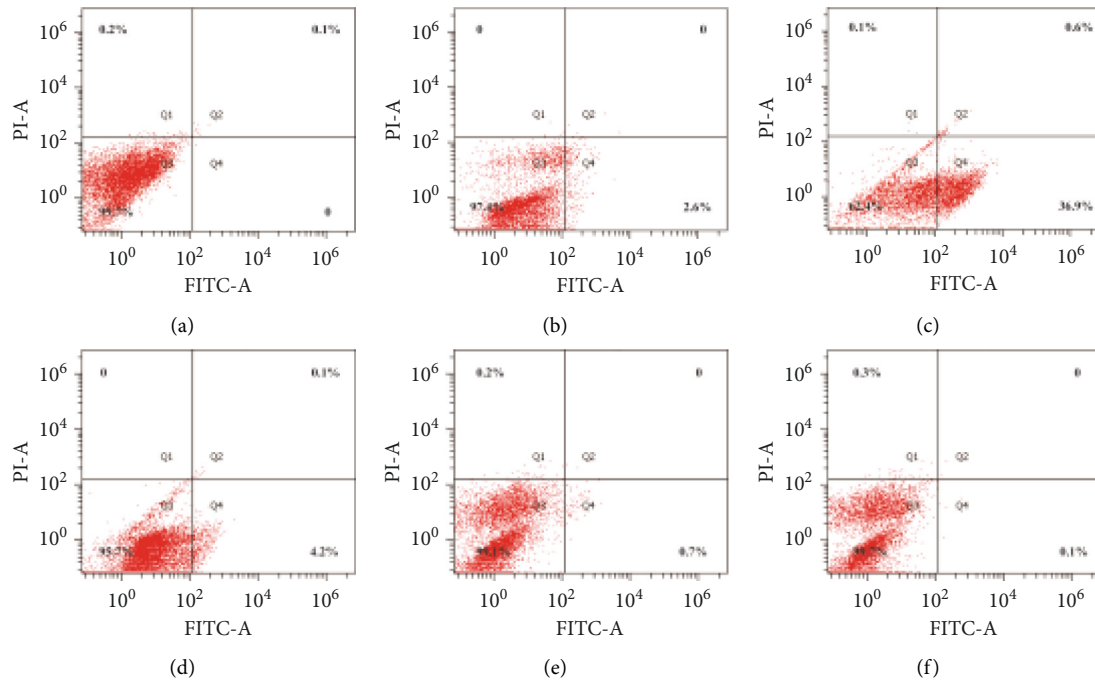 0.2% 0.1%
0 0
0.1% 0.6%
10^6 10^6 10^6
10^4 10^4 10^4
PI-A PI-A PI-A
Q1 Q2 Q1 Q2 Q1 Q2
10^2 10^2 10^2
Q3 Q4 Q3 Q4 Q3 Q4
10^0 10^0 10^0
0
97.4% 2.6%
62.4% 36.9%
10^0 10^2 10^4 10^6 10^0 10^2 10^4 10^6 10^0 10^2 10^4 10^6
FITC-A FITC-A FITC-A
(a) (b) (c)
0 0.1%
0.2% 0
0.3% 0
10^6 10^6 10^6
10^4 10^4 10^4
PI-A PI-A PI-A
Q1 Q2 Q1 Q2 Q1 Q2
10^2 10^2 10^2
Q3 Q4 Q3 Q4 Q3 Q4
10^0 10^0 10^0
95.7% 4.2%
0.7%
0.1%
10^0 10^2 10^4 10^6 10^0 10^2 10^4 10^6 10^0 10^2 10^4 10^6
FITC-A FITC-A FITC-A
(d) (e) (f)